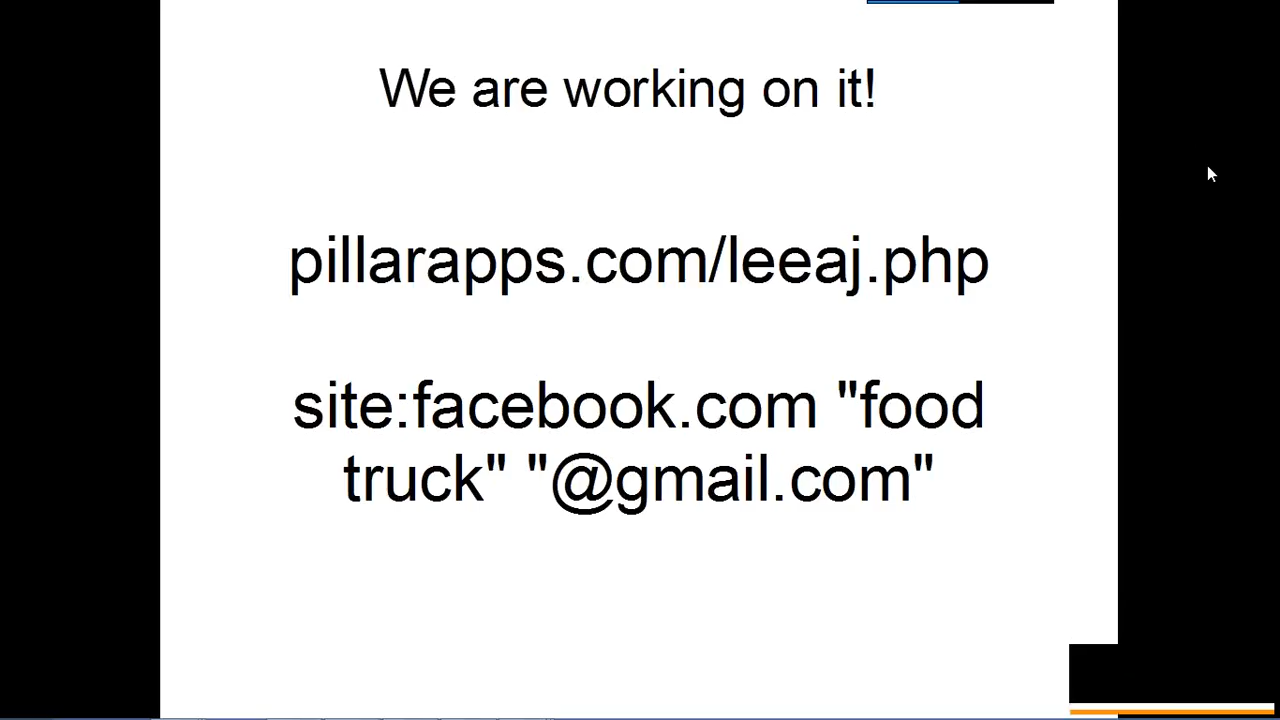 We are working on it!
pillarapps.com/leeaj.php
site:facebook.com "food
truck" "@gmail.com"